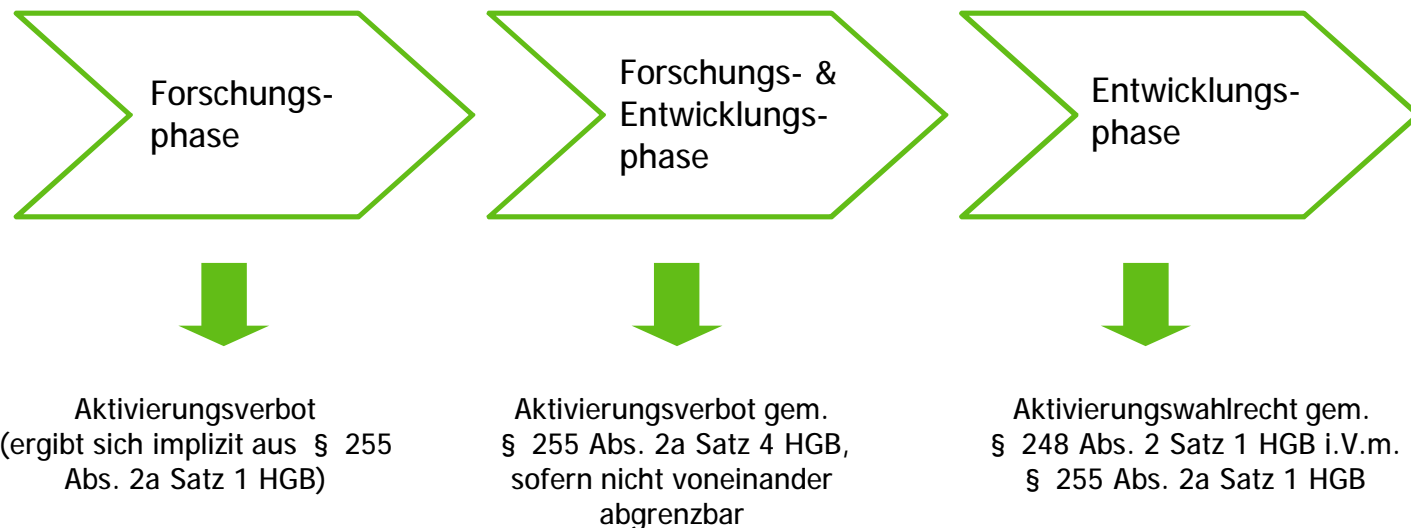 Forschungs-
phase
Forschungs- &
Entwicklungs-
phase
Entwicklungs-
phase
Aktivierungsverbot
(ergibt sich implizit aus § 255
Abs. 2a Satz 1 HGB)
Aktivierungsverbot gem.
§ 255 Abs. 2a Satz 4 HGB,
sofern nicht voneinander
abgrenzbar
Aktivierungswahlrecht gem.
§ 248 Abs. 2 Satz 1 HGB i.V.m.
§ 255 Abs. 2a Satz 1 HGB